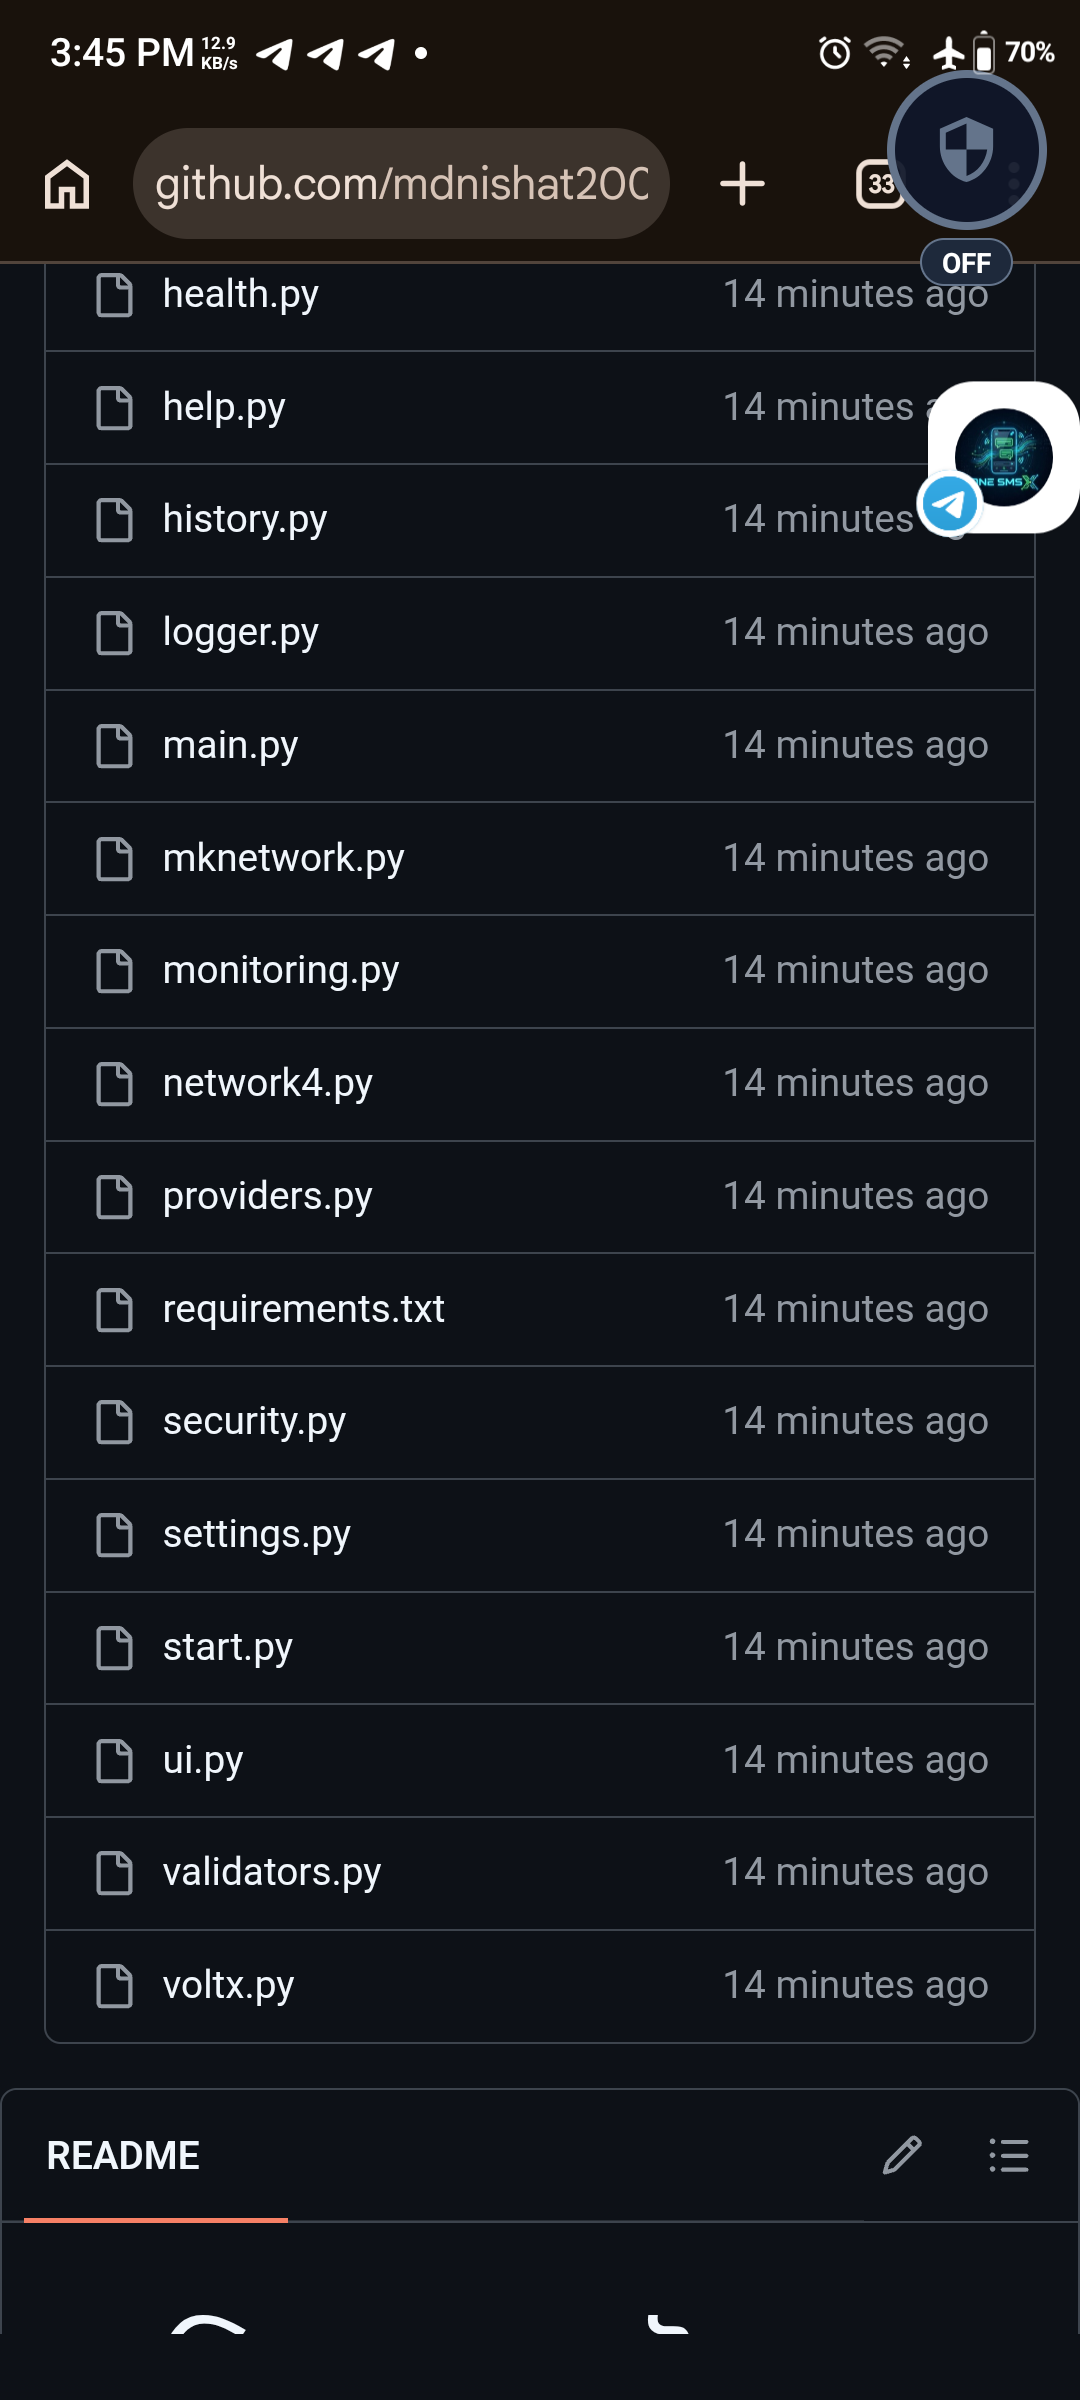 3:45 PM 12.9 KB/s 70%
github.com/mdnishat200 33
OFF
health.py 14 minutes ago
help.py 14 minutes
history.py 14 minutes
NE SMSX
logger.py 14 minutes ago
main.py 14 minutes ago
mknetwork.py 14 minutes ago
monitoring.py 14 minutes ago
network4.py 14 minutes ago
providers.py 14 minutes ago
requirements.txt 14 minutes ago
security.py 14 minutes ago
settings.py 14 minutes ago
start.py 14 minutes ago
ui.py 14 minutes ago
validators.py 14 minutes ago
voltx.py 14 minutes ago
README